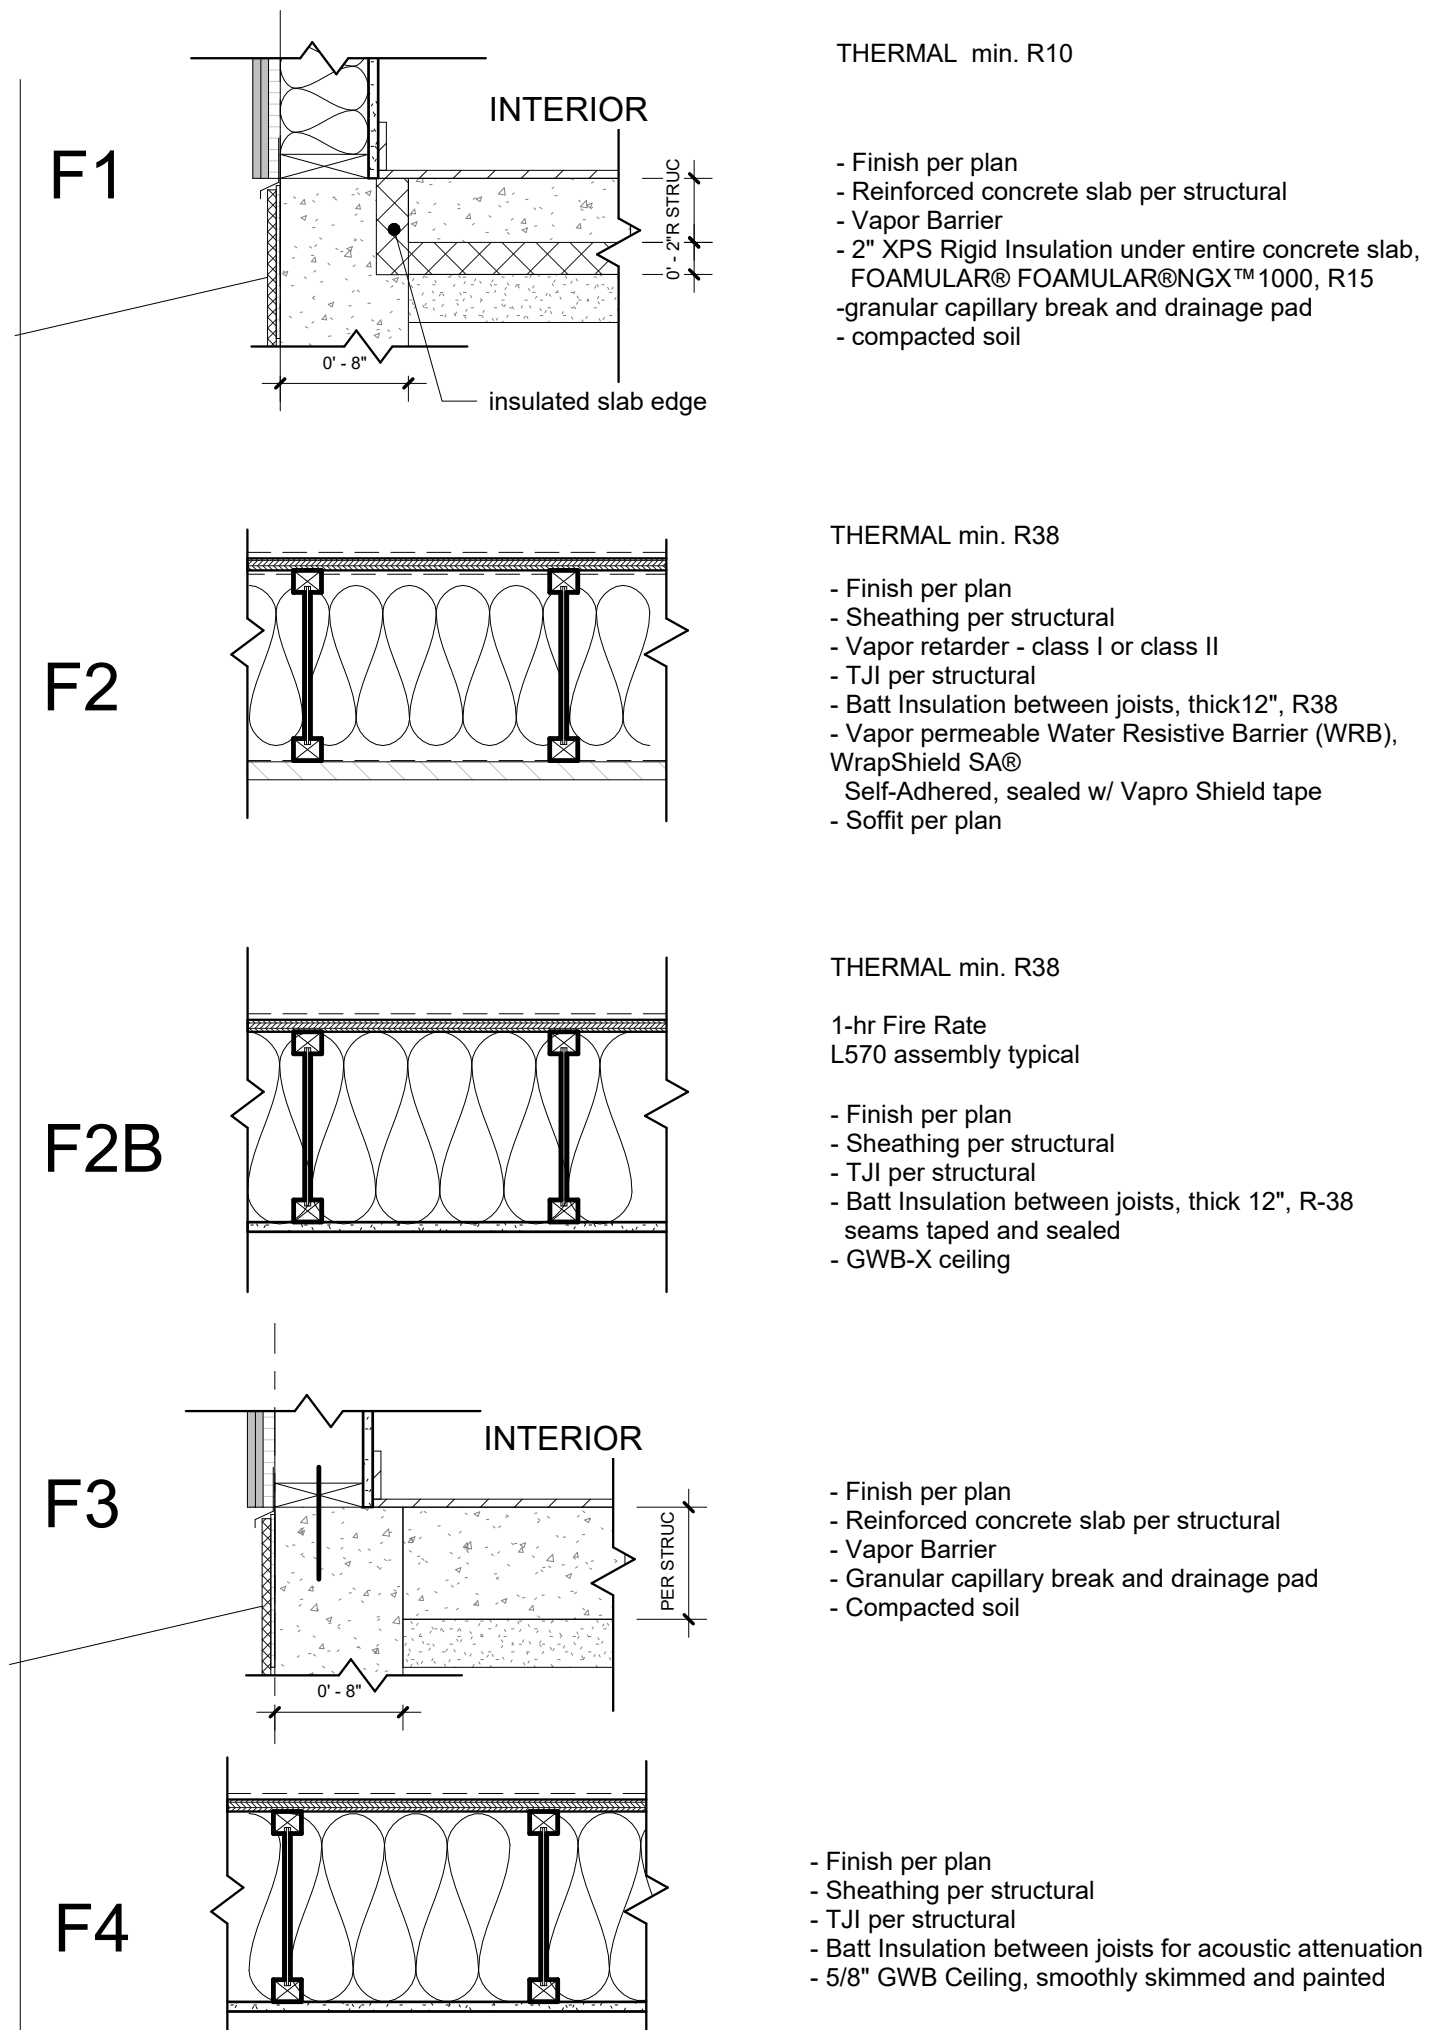 F1
INTERIOR
0' - 2"R STRUC
0' - 8"
insulated slab edge
THERMAL  min. R10
- Finish per plan
- Reinforced concrete slab per structural
- Vapor Barrier
- 2" XPS Rigid Insulation under entire concrete slab,
FOAMULAR® FOAMULAR®NGX™1000, R15
-granular capillary break and drainage pad
- compacted soil
F2
THERMAL min. R38
- Finish per plan
- Sheathing per structural
- Vapor retarder - class I or class II
- TJI per structural
- Batt Insulation between joists, thick12", R38
- Vapor permeable Water Resistive Barrier (WRB),
WrapShield SA®
Self-Adhered, sealed w/ Vapro Shield tape
- Soffit per plan
F2B
THERMAL min. R38
1-hr Fire Rate
L570 assembly typical
- Finish per plan
- Sheathing per structural
- TJI per structural
- Batt Insulation between joists, thick 12", R-38
seams taped and sealed
- GWB-X ceiling
F3
INTERIOR
PER STRUC
0' - 8"
- Finish per plan
- Reinforced concrete slab per structural
- Vapor Barrier
- Granular capillary break and drainage pad
- Compacted soil
F4
- Finish per plan
- Sheathing per structural
- TJI per structural
- Batt Insulation between joists for acoustic attenuation
- 5/8" GWB Ceiling, smoothly skimmed and painted